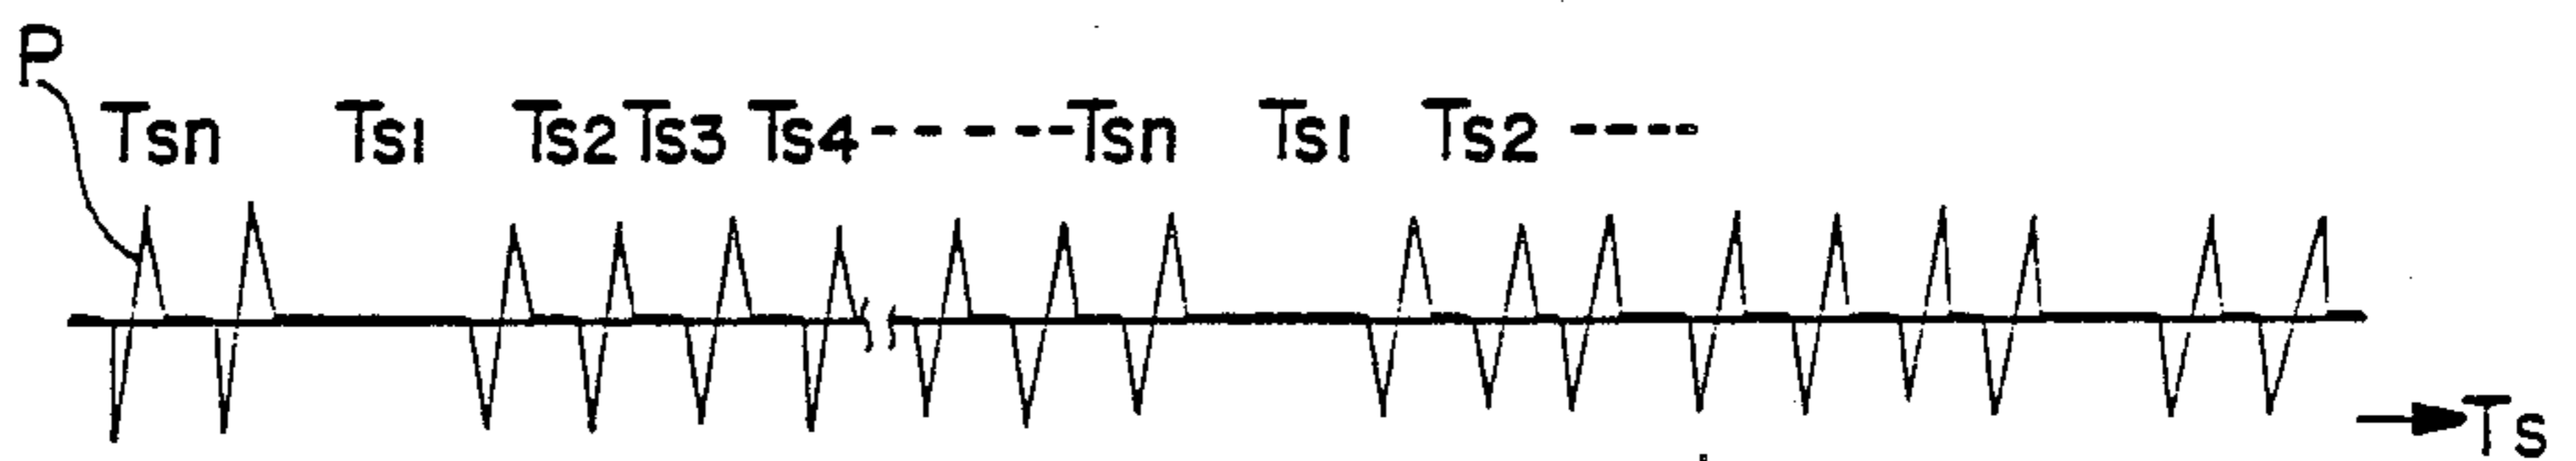 P
Tsn Ts1 Ts2 Ts3 Ts4-----Tsn Ts1 Ts2 ----
Ts